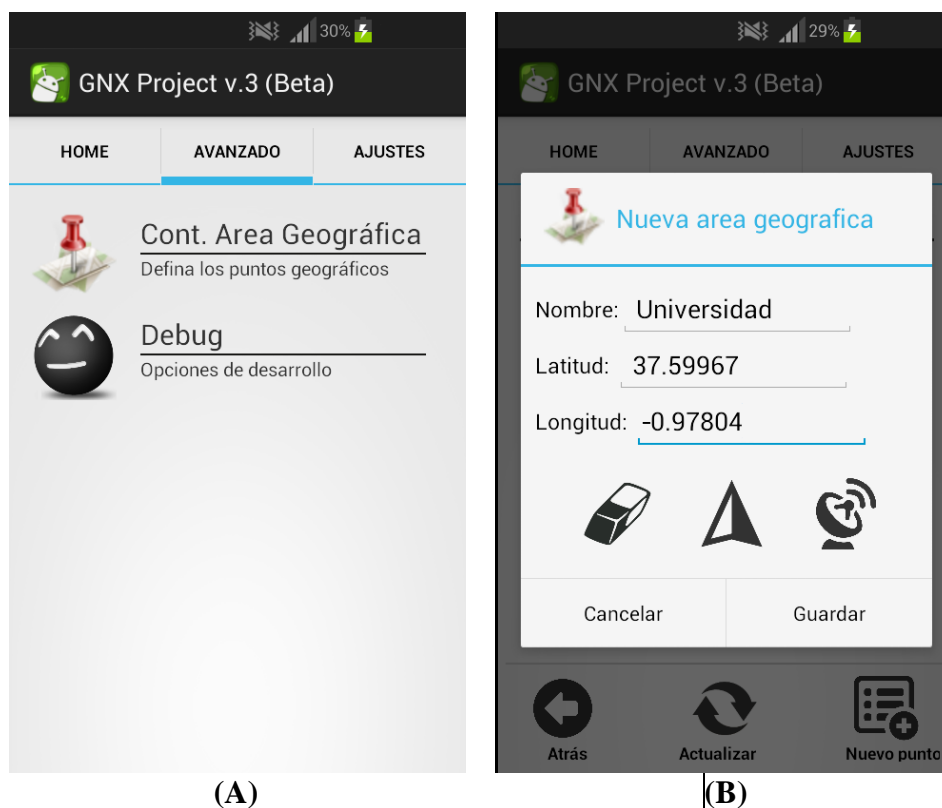 30%
GNX Project v.3 (Beta)
HOME AVANZADO AJUSTES
Cont. Area Geográfica
Defina los puntos geográficos
Debug
Opciones de desarrollo
(A)
29%
GNX Project v.3 (Beta)
HOME AVANZADO AJUSTES
Nueva area geografica
Nombre: Universidad
Latitud: 37.59967
Longitud: -0.97804
Cancelar Guardar
Atrás Actualizar Nuevo punto
(B)